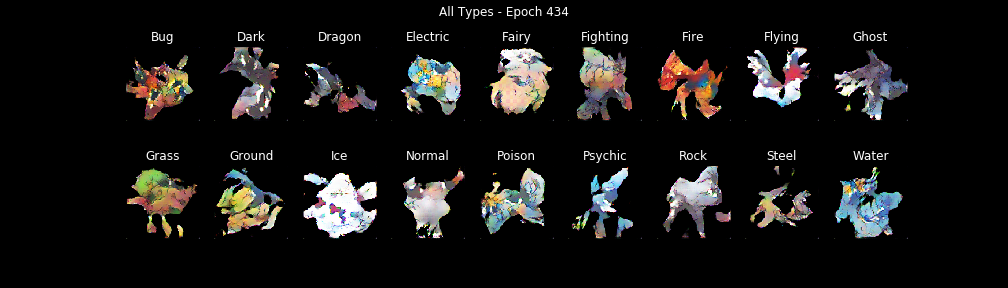 All Types - Epoch 434
Bug Dark Dragon Electric Fairy Fighting Fire Flying Ghost
Grass Ground Ice Normal Poison Psychic Rock Steel Water